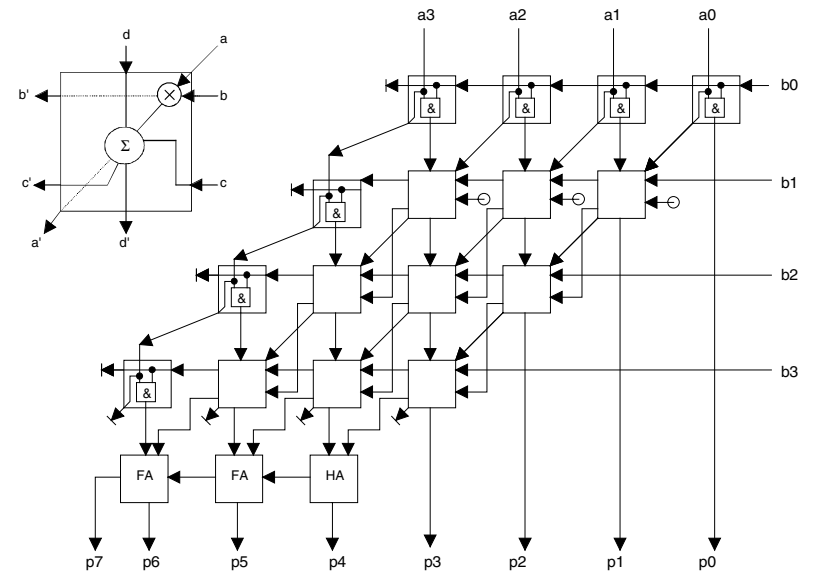 a3 a2 a1 a0
d
a
b'
×
b
b0
& & & &
Σ
c'
c
b1
&
a'
d'
b2
&
b3
&
FA FA HA
p7 p6 p5 p4 p3 p2 p1 p0